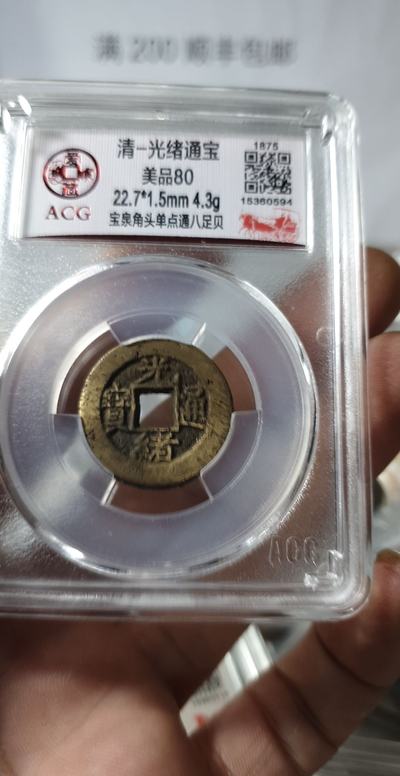 满 200 顺丰包邮
清-光绪通宝
美品80
22.7*1.5mm 4.3g
宝泉角头单点通八足贝
ACG
1875
15360594
光緒通寶
ACG